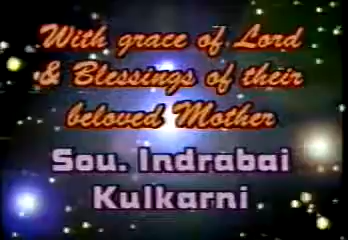 With grace of Lord
& Blessings of their
beloved Mother
Sou. Indrabai
Kulkarni